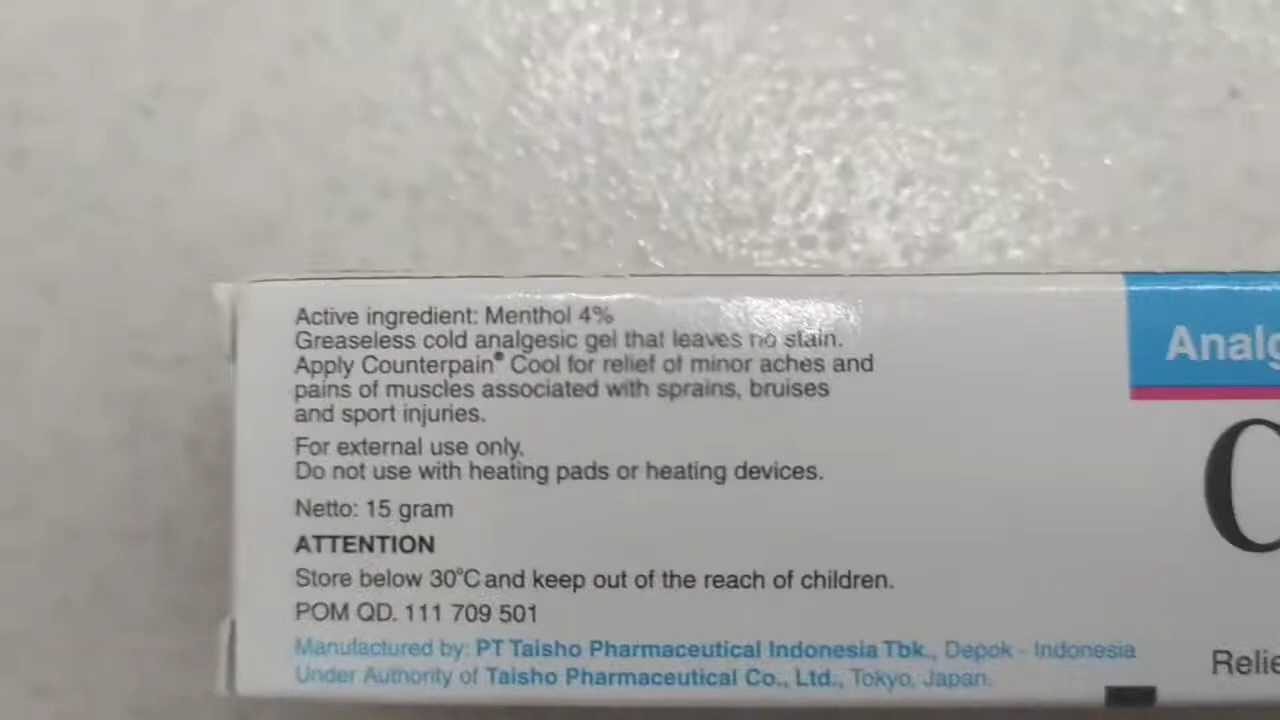 Active ingredient: Menthol 4%
Greaseless cold analgesic gel that leaves no stain.
Apply Counterpain® Cool for relief of minor aches and
pains of muscles associated with sprains, bruises
and sport injuries.
For external use only.
Do not use with heating pads or heating devices.
Netto: 15 gram
ATTENTION
Store below 30°C and keep out of the reach of children.
POM QD. 111 709 501
Manufactured by: PT Taisho Pharmaceutical Indonesia Tbk., Depok - Indonesia
Under Authority of Taisho Pharmaceutical Co., Ltd., Tokyo, Japan.
Analg
C
Relie